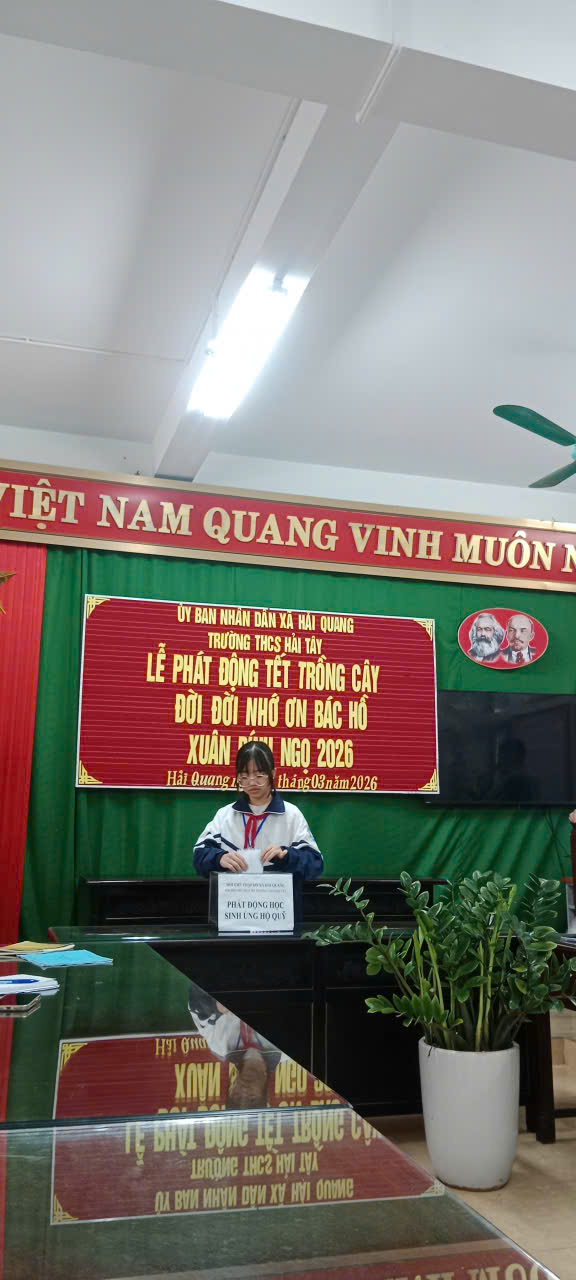 VIỆT NAM QUANG VINH MUÔN N
ỦY BAN NHÂN DÂN XÃ HẢI QUANG
TRƯỜNG THCS HẢI TÂY
LỄ PHÁT ĐỘNG TẾT TRỒNG CÂY
ĐỜI ĐỜI NHỚ ƠN BÁC HỒ
XUÂN BÍNH NGỌ 2026
Hải Quang tháng 03 năm 2026
PHÁT ĐỘNG HỌC
SINH ỦNG HỘ QUỸ